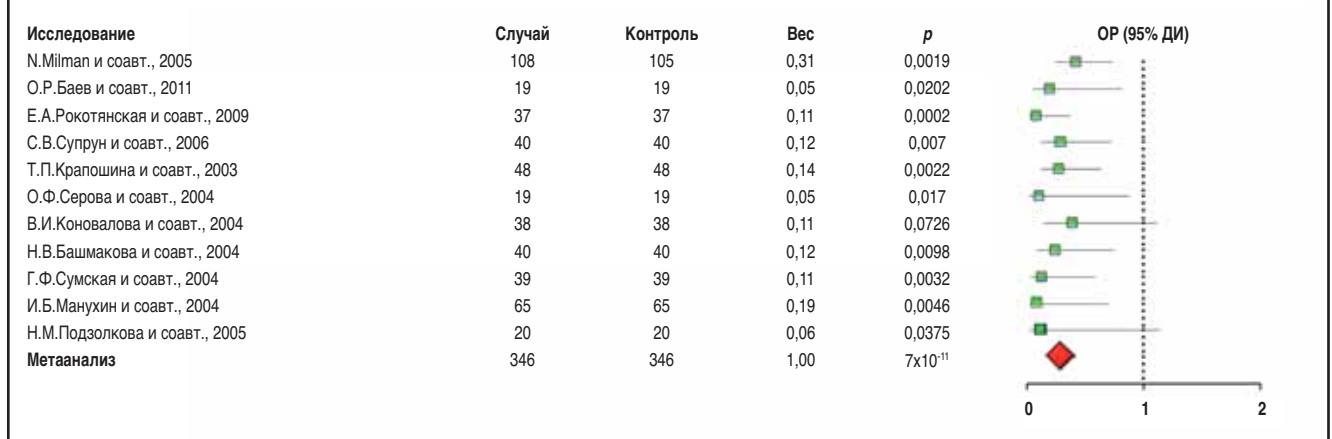 Исследование Случай Контроль Вес p ОР (95% ДИ)
N.Milman и соавт., 2005 108 105 0,31 0,0019
О.Р.Баев и соавт., 2011 19 19 0,05 0,0202
Е.А.Рокотянская и соавт., 2009 37 37 0,11 0,0002
С.В.Супрун и соавт., 2006 40 40 0,12 0,007
Т.П.Крапошина и соавт., 2003 48 48 0,14 0,0022
О.Ф.Серова и соавт., 2004 19 19 0,05 0,017
В.И.Коновалова и соавт., 2004 38 38 0,11 0,0726
Н.В.Башмакова и соавт., 2004 40 40 0,12 0,0098
Г.Ф.Сумская и соавт., 2004 39 39 0,11 0,0032
И.Б.Манухин и соавт., 2004 65 65 0,19 0,0046
Н.М.Подзолкова и соавт., 2005 20 20 0,06 0,0375
Метаанализ 346 346 1,00 7x10⁻¹¹
0 1 2